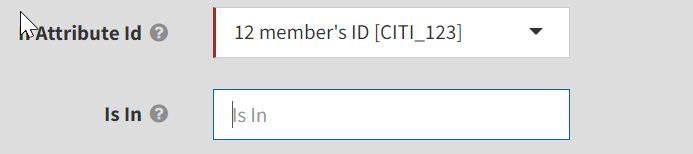 Attribute Id 12 member's ID [CITI_123]
Is In Is In